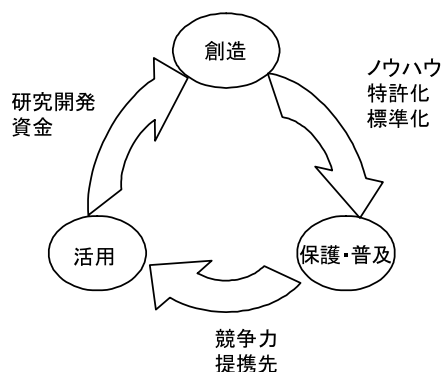 創造
ノウハウ
特許化
標準化
研究開発
資金
活用
保護・普及
競争力
提携先